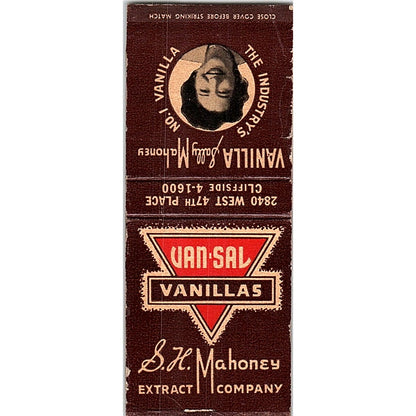 CLOSE COVER BEFORE STRIKING MATCH
THE INDUSTRY'S
NO.1 VANILLA
VANILLA Sally Mahoney
2840 WEST 47TH PLACE
CLIFFSIDE 4-1600
VAN-SAL
VANILLAS
S.H. Mahoney
EXTRACT COMPANY